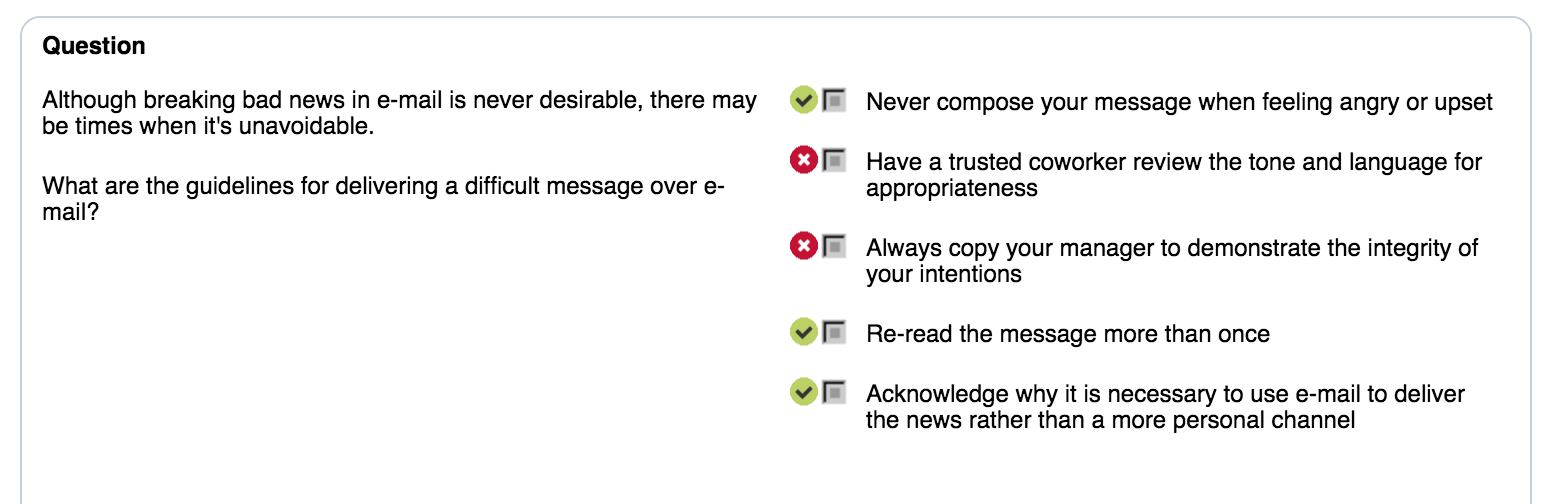 Question
Although breaking bad news in e-mail is never desirable, there may
be times when it's unavoidable.
What are the guidelines for delivering a difficult message over e-
mail?
Never compose your message when feeling angry or upset
Have a trusted coworker review the tone and language for
appropriateness
Always copy your manager to demonstrate the integrity of
your intentions
Re-read the message more than once
Acknowledge why it is necessary to use e-mail to deliver
the news rather than a more personal channel